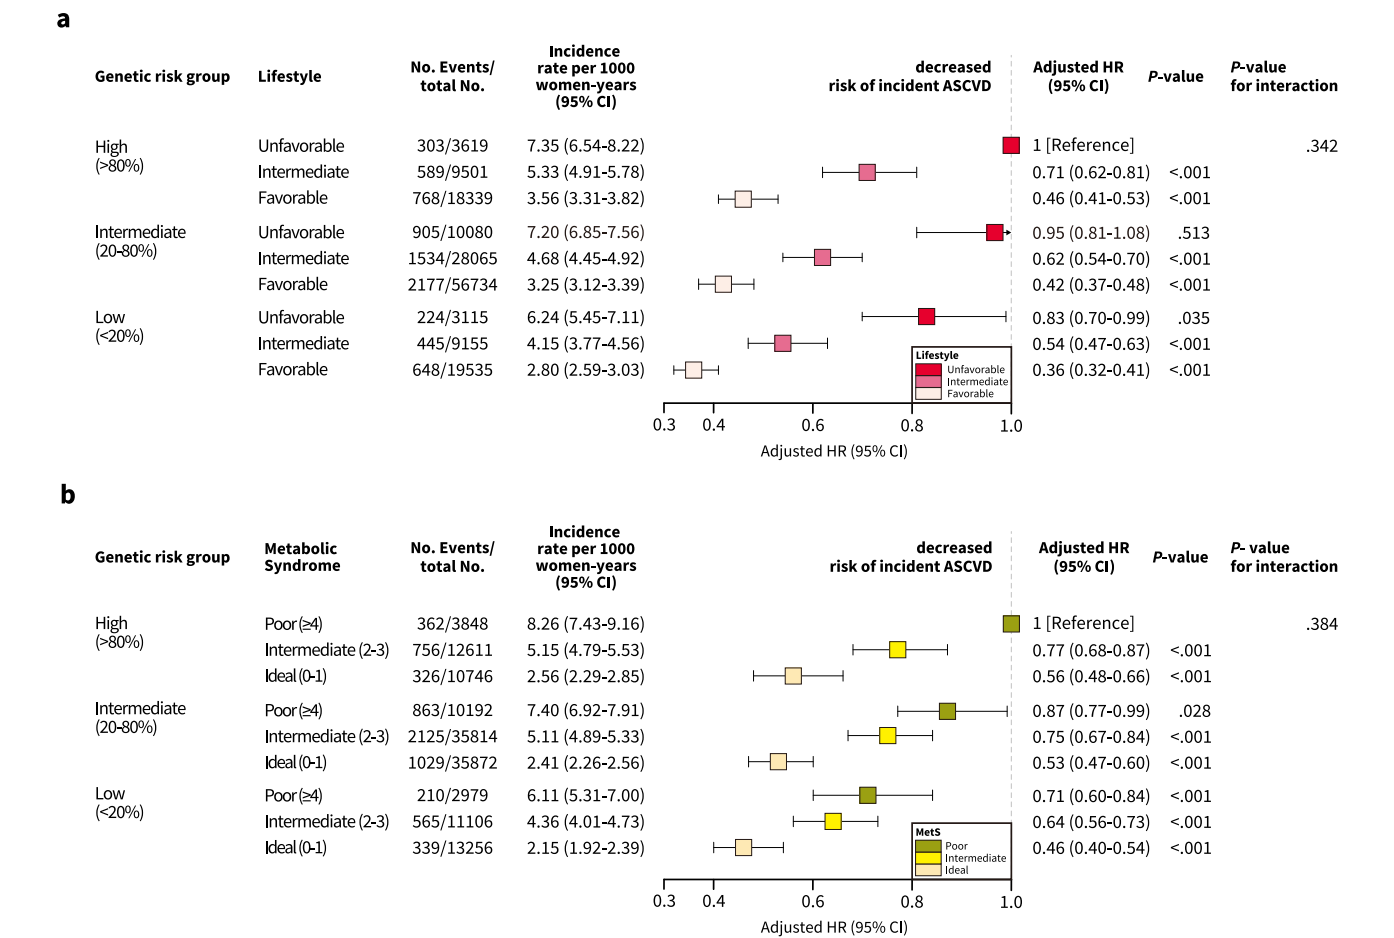 a
Genetic risk group Lifestyle No. Events/ total No. Incidence rate per 1000 women-years (95% CI) decreased risk of incident ASCVD Adjusted HR (95% CI) P-value P-value for interaction
High (>80%) Unfavorable 303/3619 7.35 (6.54-8.22) 1 [Reference] .342
Intermediate 589/9501 5.33 (4.91-5.78) 0.71 (0.62-0.81) <.001
Favorable 768/18339 3.56 (3.31-3.82) 0.46 (0.41-0.53) <.001
Intermediate (20-80%) Unfavorable 905/10080 7.20 (6.85-7.56) 0.95 (0.81-1.08) .513
Intermediate 1534/28065 4.68 (4.45-4.92) 0.62 (0.54-0.70) <.001
Favorable 2177/56734 3.25 (3.12-3.39) 0.42 (0.37-0.48) <.001
Low (<20%) Unfavorable 224/3115 6.24 (5.45-7.11) 0.83 (0.70-0.99) .035
Intermediate 445/9155 4.15 (3.77-4.56) 0.54 (0.47-0.63) <.001
Favorable 648/19535 2.80 (2.59-3.03) 0.36 (0.32-0.41) <.001
Lifestyle
Unfavorable
Intermediate
Favorable
0.3 0.4 0.6 0.8 1.0
Adjusted HR (95% CI)
b
Genetic risk group Metabolic Syndrome No. Events/ total No. Incidence rate per 1000 women-years (95% CI) decreased risk of incident ASCVD Adjusted HR (95% CI) P-value P- value for interaction
High (>80%) Poor (≥4) 362/3848 8.26 (7.43-9.16) 1 [Reference] .384
Intermediate (2-3) 756/12611 5.15 (4.79-5.53) 0.77 (0.68-0.87) <.001
Ideal (0-1) 326/10746 2.56 (2.29-2.85) 0.56 (0.48-0.66) <.001
Intermediate (20-80%) Poor (≥4) 863/10192 7.40 (6.92-7.91) 0.87 (0.77-0.99) .028
Intermediate (2-3) 2125/35814 5.11 (4.89-5.33) 0.75 (0.67-0.84) <.001
Ideal (0-1) 1029/35872 2.41 (2.26-2.56) 0.53 (0.47-0.60) <.001
Low (<20%) Poor (≥4) 210/2979 6.11 (5.31-7.00) 0.71 (0.60-0.84) <.001
Intermediate (2-3) 565/11106 4.36 (4.01-4.73) 0.64 (0.56-0.73) <.001
Ideal (0-1) 339/13256 2.15 (1.92-2.39) 0.46 (0.40-0.54) <.001
MetS
Poor
Intermediate
Ideal
0.3 0.4 0.6 0.8 1.0
Adjusted HR (95% CI)